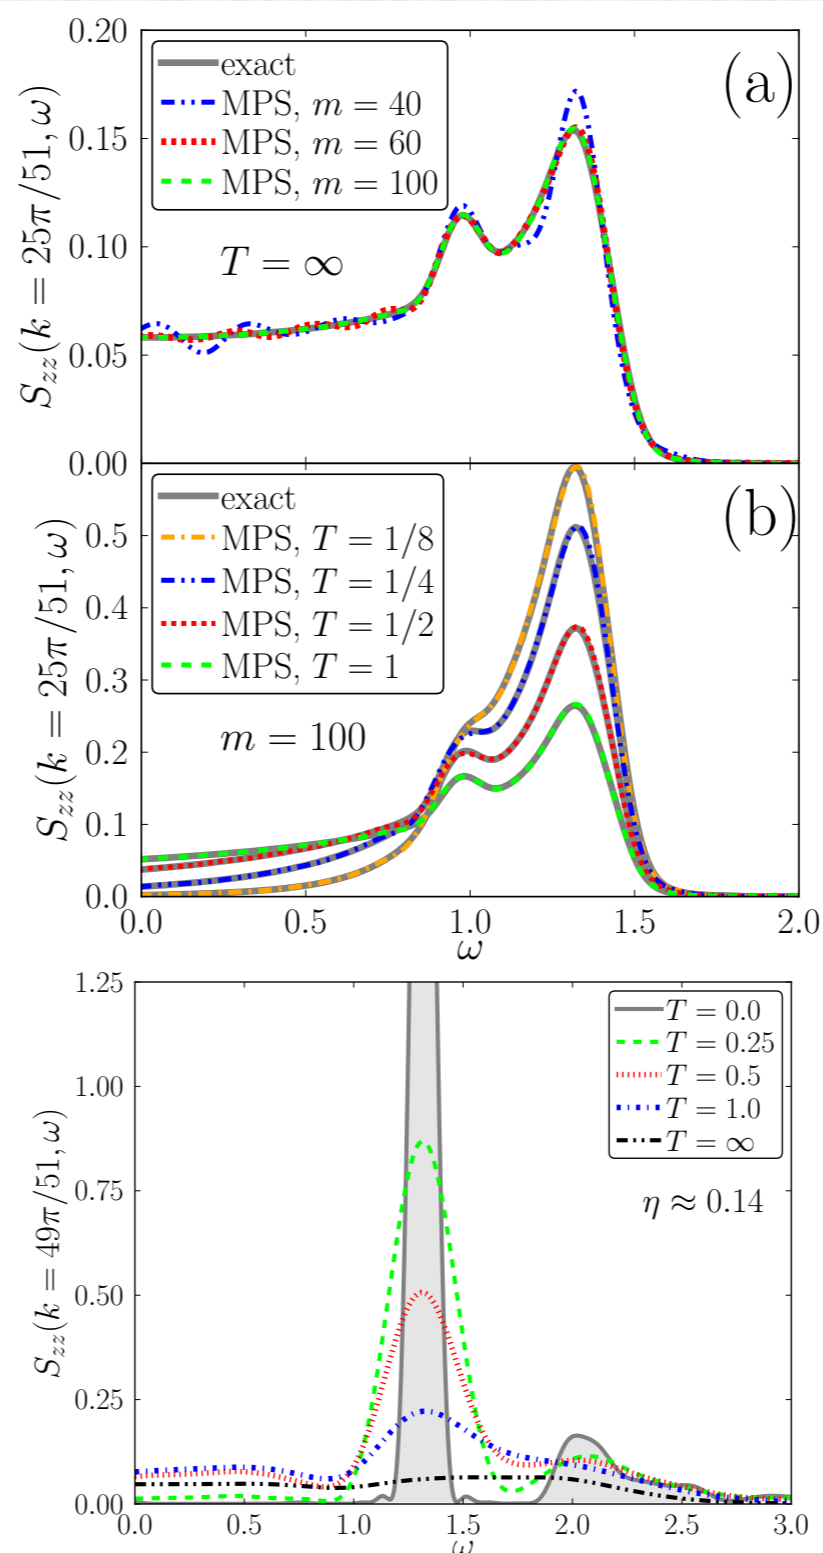 (a)
exact
MPS, m = 40
MPS, m = 60
MPS, m = 100
T = ∞
S_zz(k = 25π/51, ω)
0.20
0.15
0.10
0.05
0.00
(b)
exact
MPS, T = 1/8
MPS, T = 1/4
MPS, T = 1/2
MPS, T = 1
m = 100
S_zz(k = 25π/51, ω)
0.5
0.4
0.3
0.2
0.1
0.0
0.0 0.5 1.0 1.5 2.0
ω
T = 0.0
T = 0.25
T = 0.5
T = 1.0
T = ∞
η ≈ 0.14
S_zz(k = 49π/51, ω)
1.25
1.00
0.75
0.50
0.25
0.00
0.0 0.5 1.0 1.5 2.0 2.5 3.0
ω